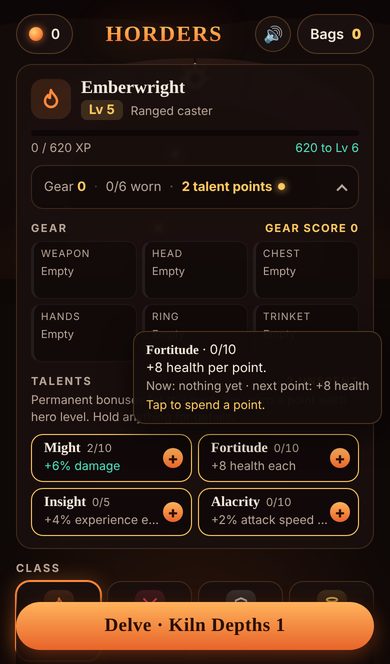 0
HORDERS
Bags 0
Emberwright
Lv 5 Ranged caster
0 / 620 XP
620 to Lv 6
Gear 0 · 0/6 worn · 2 talent points
GEAR
GEAR SCORE 0
WEAPON
Empty
HEAD
Empty
CHEST
Empty
HANDS
Empty
RING
TRINKET
Fortitude · 0/10
+8 health per point.
Now: nothing yet · next point: +8 health
Tap to spend a point.
TALENTS
Permanent
hero level. Hold
Might 2/10
+6% damage
Fortitude 0/10
+8 health each
Insight 0/5
+4% experience e...
Alacrity 0/10
+2% attack speed ...
CLASS
Delve · Kiln Depths 1